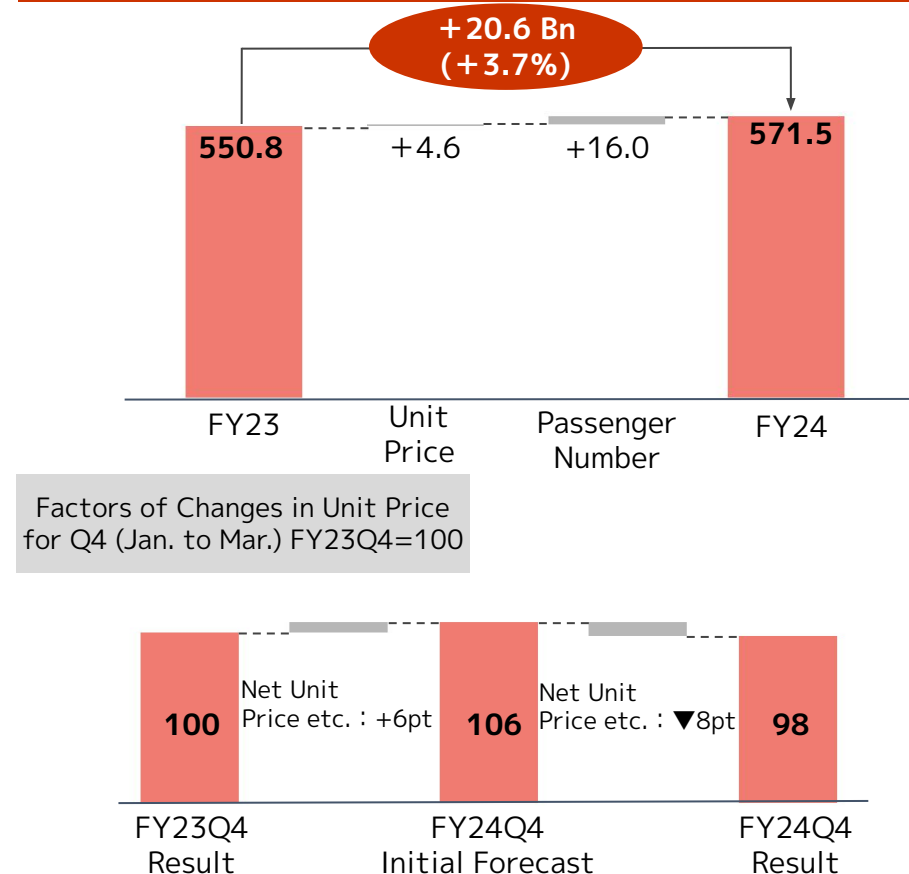 ＋20.6 Bn
(＋3.7%)
550.8
＋4.6
+16.0
571.5
FY23
Unit
Price
Passenger
Number
FY24
Factors of Changes in Unit Price
for Q4 (Jan. to Mar.) FY23Q4=100
Net Unit
Price etc.：+6pt
Net Unit
Price etc.：▼8pt
100
106
98
FY23Q4
Result
FY24Q4
Initial Forecast
FY24Q4
Result